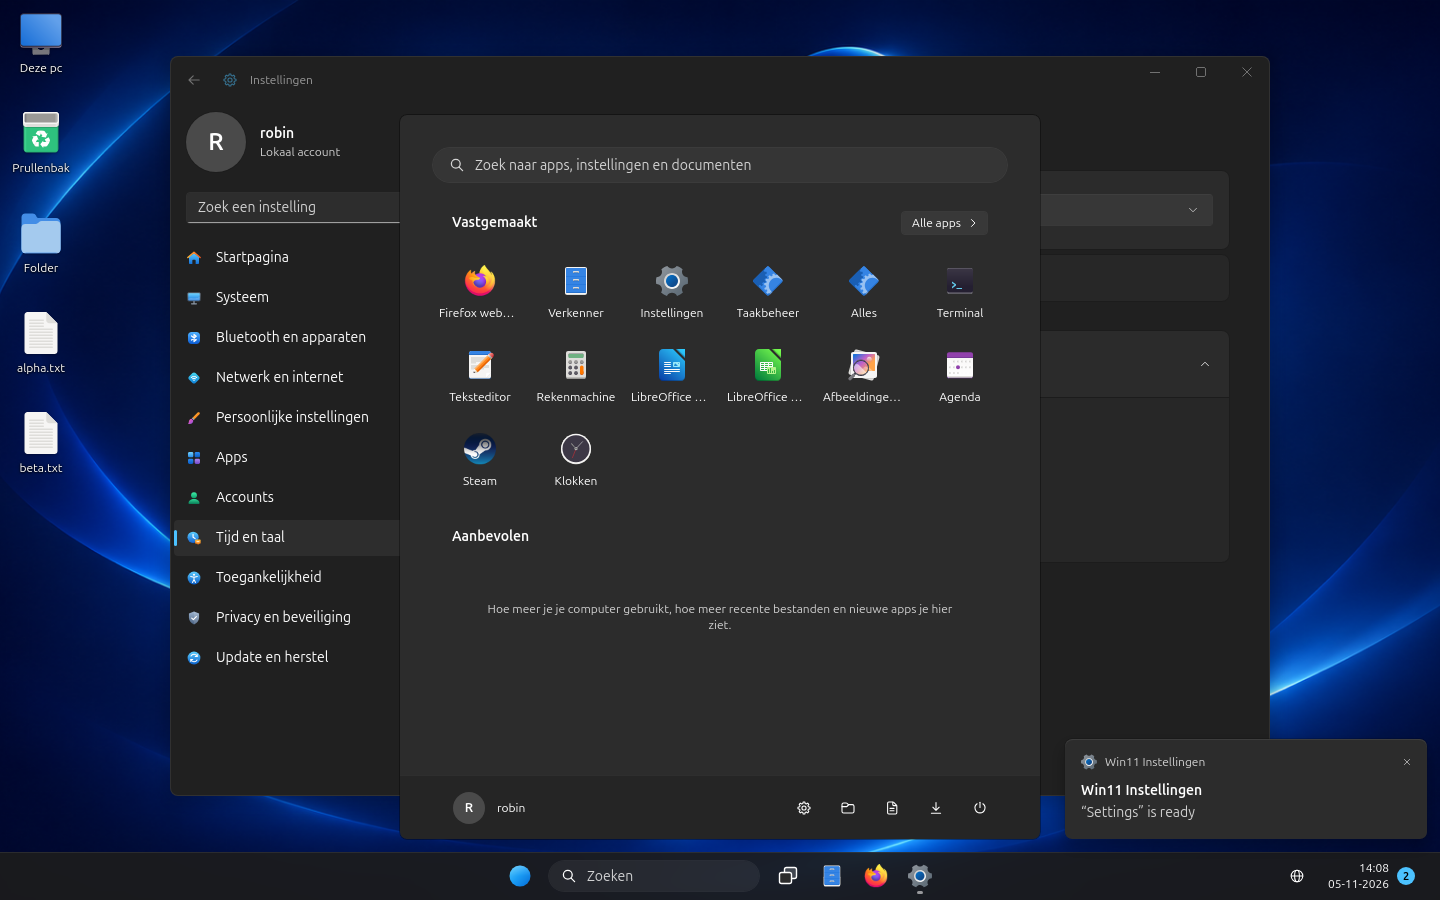 Deze pc
Prullenbak
Folder
alpha.txt
beta.txt
Instellingen
R
robin
Lokaal account
Zoek een instelling
Startpagina
Systeem
Bluetooth en apparaten
Netwerk en internet
Persoonlijke instellingen
Apps
Accounts
Tijd en taal
Toegankelijkheid
Privacy en beveiliging
Update en herstel
Zoek naar apps, instellingen en documenten
Vastgemaakt
Alle apps
Firefox web...
Verkenner
Instellingen
Taakbeheer
Alles
Terminal
Teksteditor
Rekenmachine
LibreOffice ...
LibreOffice ...
Afbeeldinge...
Agenda
Steam
Klokken
Aanbevolen
Hoe meer je je computer gebruikt, hoe meer recente bestanden en nieuwe apps je hier
ziet.
R
robin
Win11 Instellingen
Win11 Instellingen
“Settings” is ready
Zoeken
14:08
05-11-2026
2